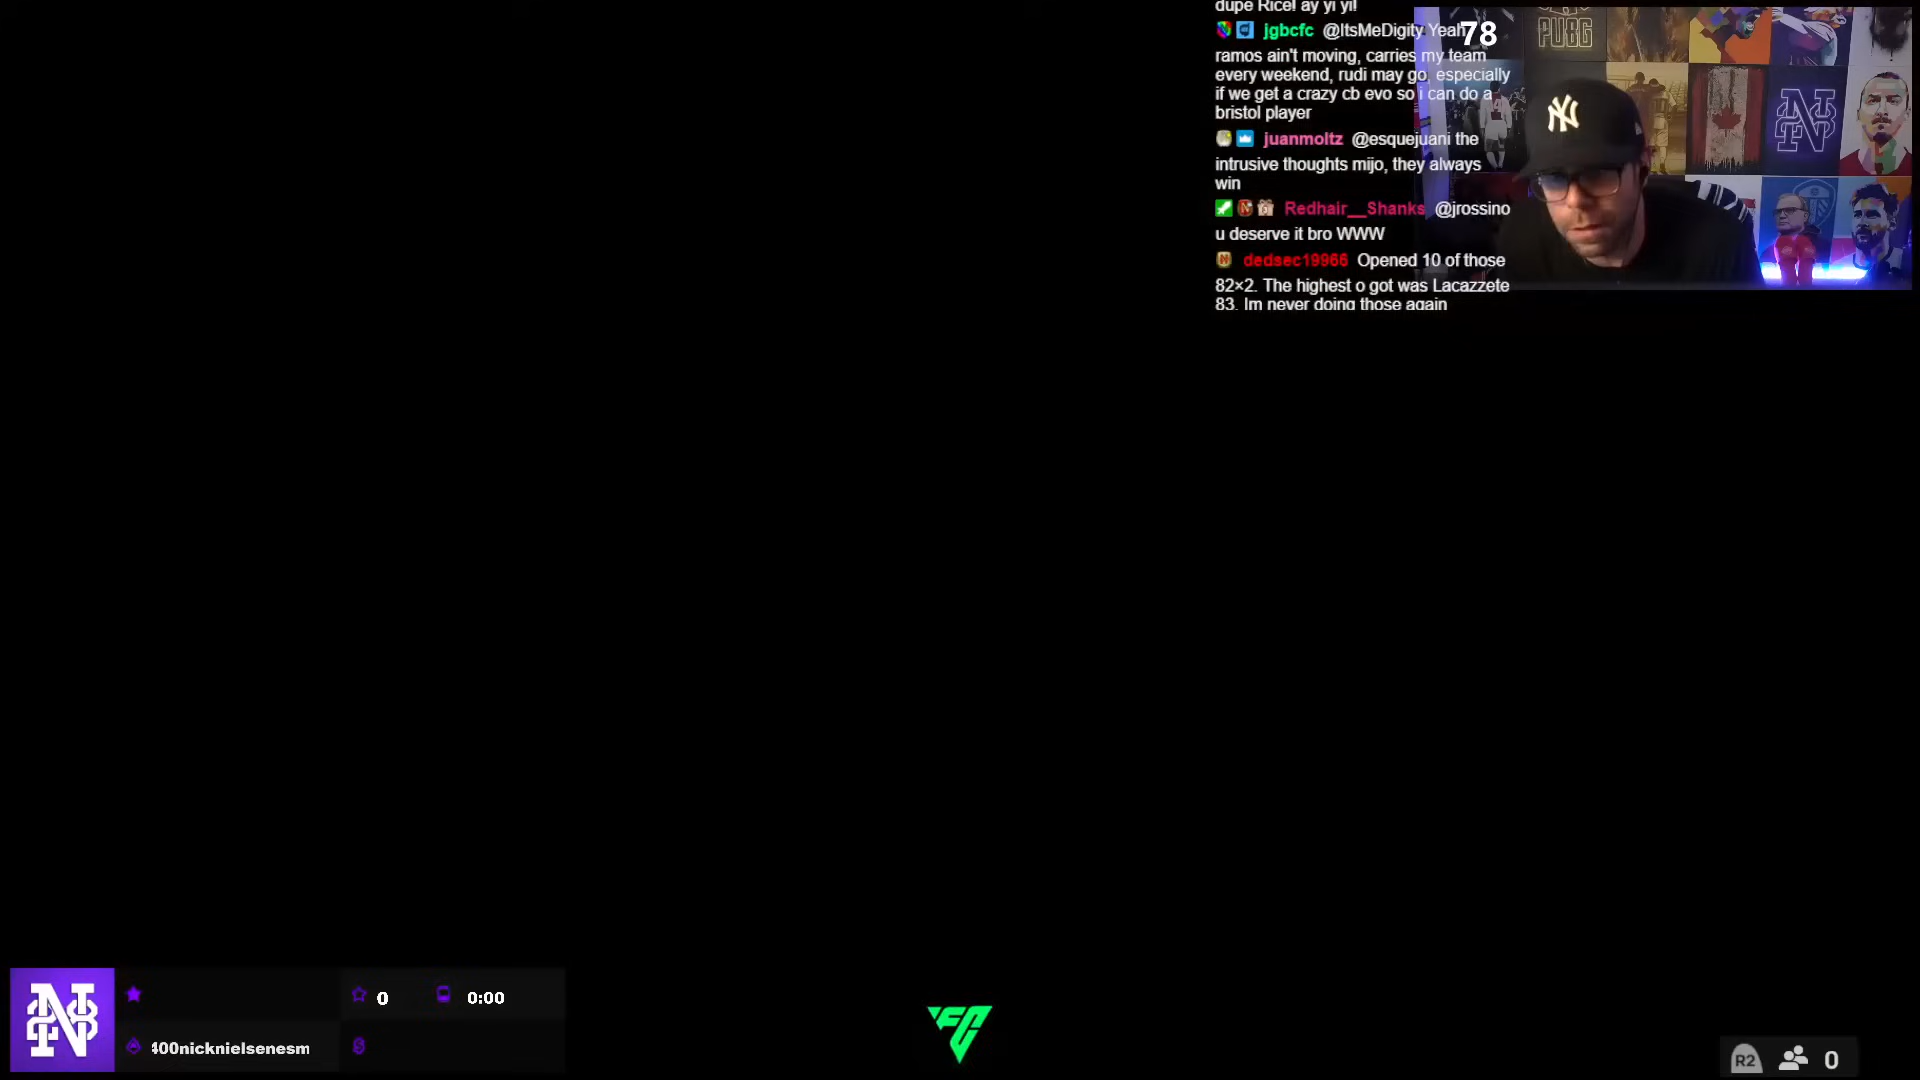 dupe Rice! ay yi yi!
jgbcfc @ItsMeDigity Yeah
ramos ain't moving, carries my team
every weekend, rudi may go, especially
if we get a crazy cb evo so i can do a
bristol player
juanmoltz @esquejuani the
intrusive thoughts mijo, they always
win
Redhair__Shanks @jrossino
u deserve it bro WWW
dedsec19966 Opened 10 of those
82×2. The highest o got was Lacazzete
83. Im never doing those again
78
PUBG
NY
0
0:00
400nicknielsenesm
FC
R2
0